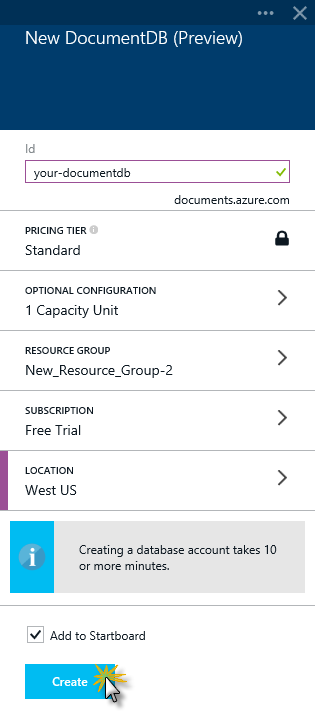 New DocumentDB (Preview)
Id
your-documentdb
documents.azure.com
PRICING TIER
Standard
OPTIONAL CONFIGURATION
1 Capacity Unit
RESOURCE GROUP
New_Resource_Group-2
SUBSCRIPTION
Free Trial
LOCATION
West US
Creating a database account takes 10
or more minutes.
Add to Startboard
Create